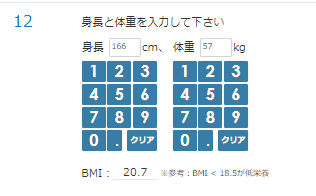 12 身長と体重を入力して下さい
身長 166 cm、 体重 57 kg
1 2 3 1 2 3
4 5 6 4 5 6
7 8 9 7 8 9
0 . クリア 0 . クリア
BMI： 20.7 ※参考：BMI < 18.5が低栄養